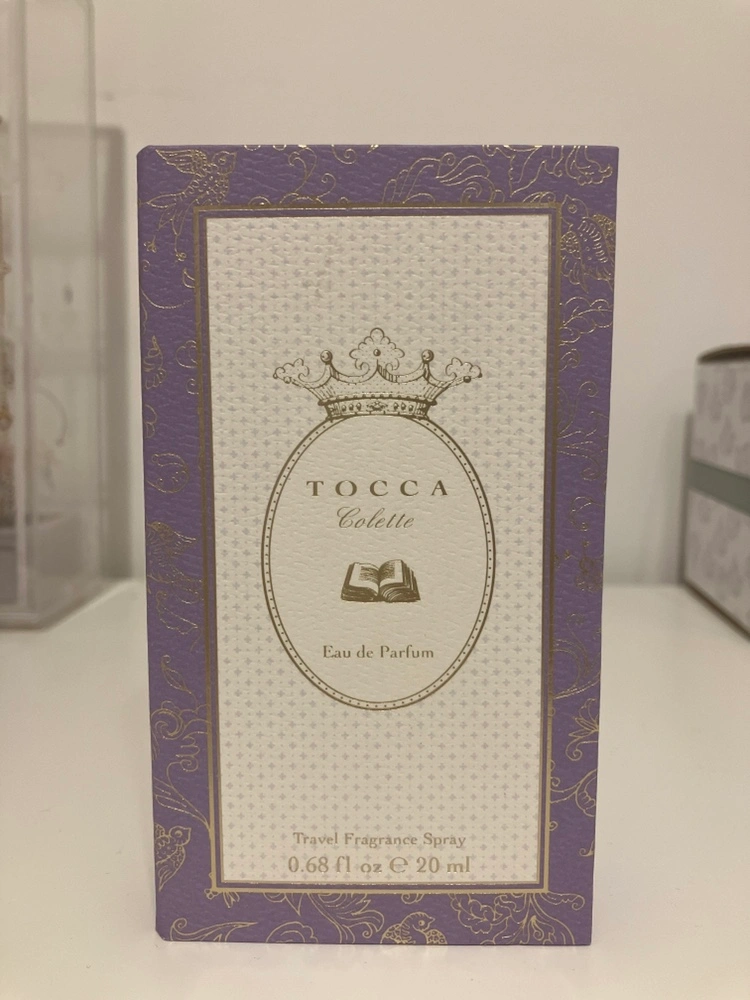 TOCCA
Colette
Eau de Parfum
Travel Fragrance Spray
0.68 fl oz ℮ 20 ml